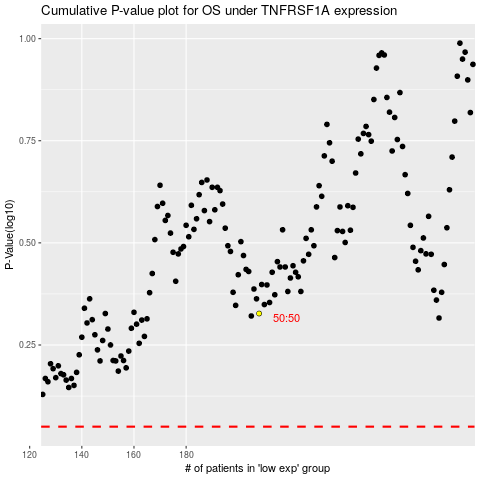 Cumulative P-value plot for OS under TNFRSF1A expression
P-Value(log10)
1.00
0.75
0.50
0.25
50:50
120 140 160 180
# of patients in 'low exp' group